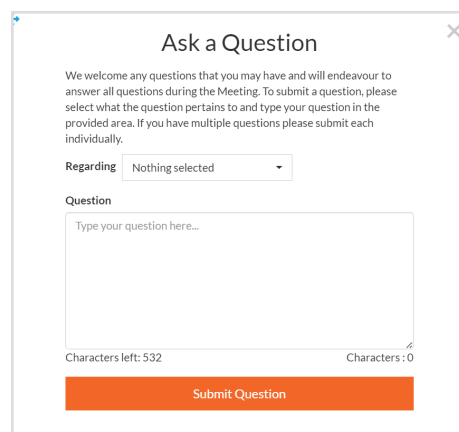 Ask a Question
We welcome any questions that you may have and will endeavour to
answer all questions during the Meeting. To submit a question, please
select what the question pertains to and type your question in the
provided area. If you have multiple questions please submit each
individually.
Regarding Nothing selected
Question
Type your question here...
Characters left: 532 Characters : 0
Submit Question